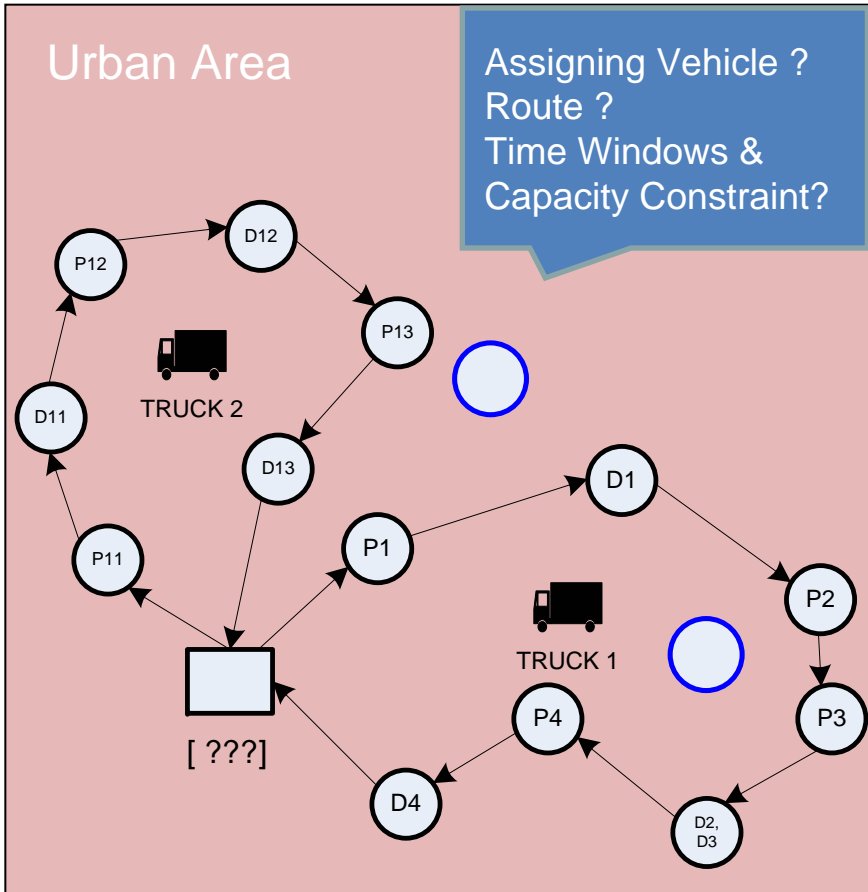 Urban Area
Assigning Vehicle ?
Route ?
Time Windows &
Capacity Constraint?
D12
P12
P13
TRUCK 2
D11
D13
D1
P11
P1
P2
TRUCK 1
P3
P4
[ ???]
D4
D2,
D3